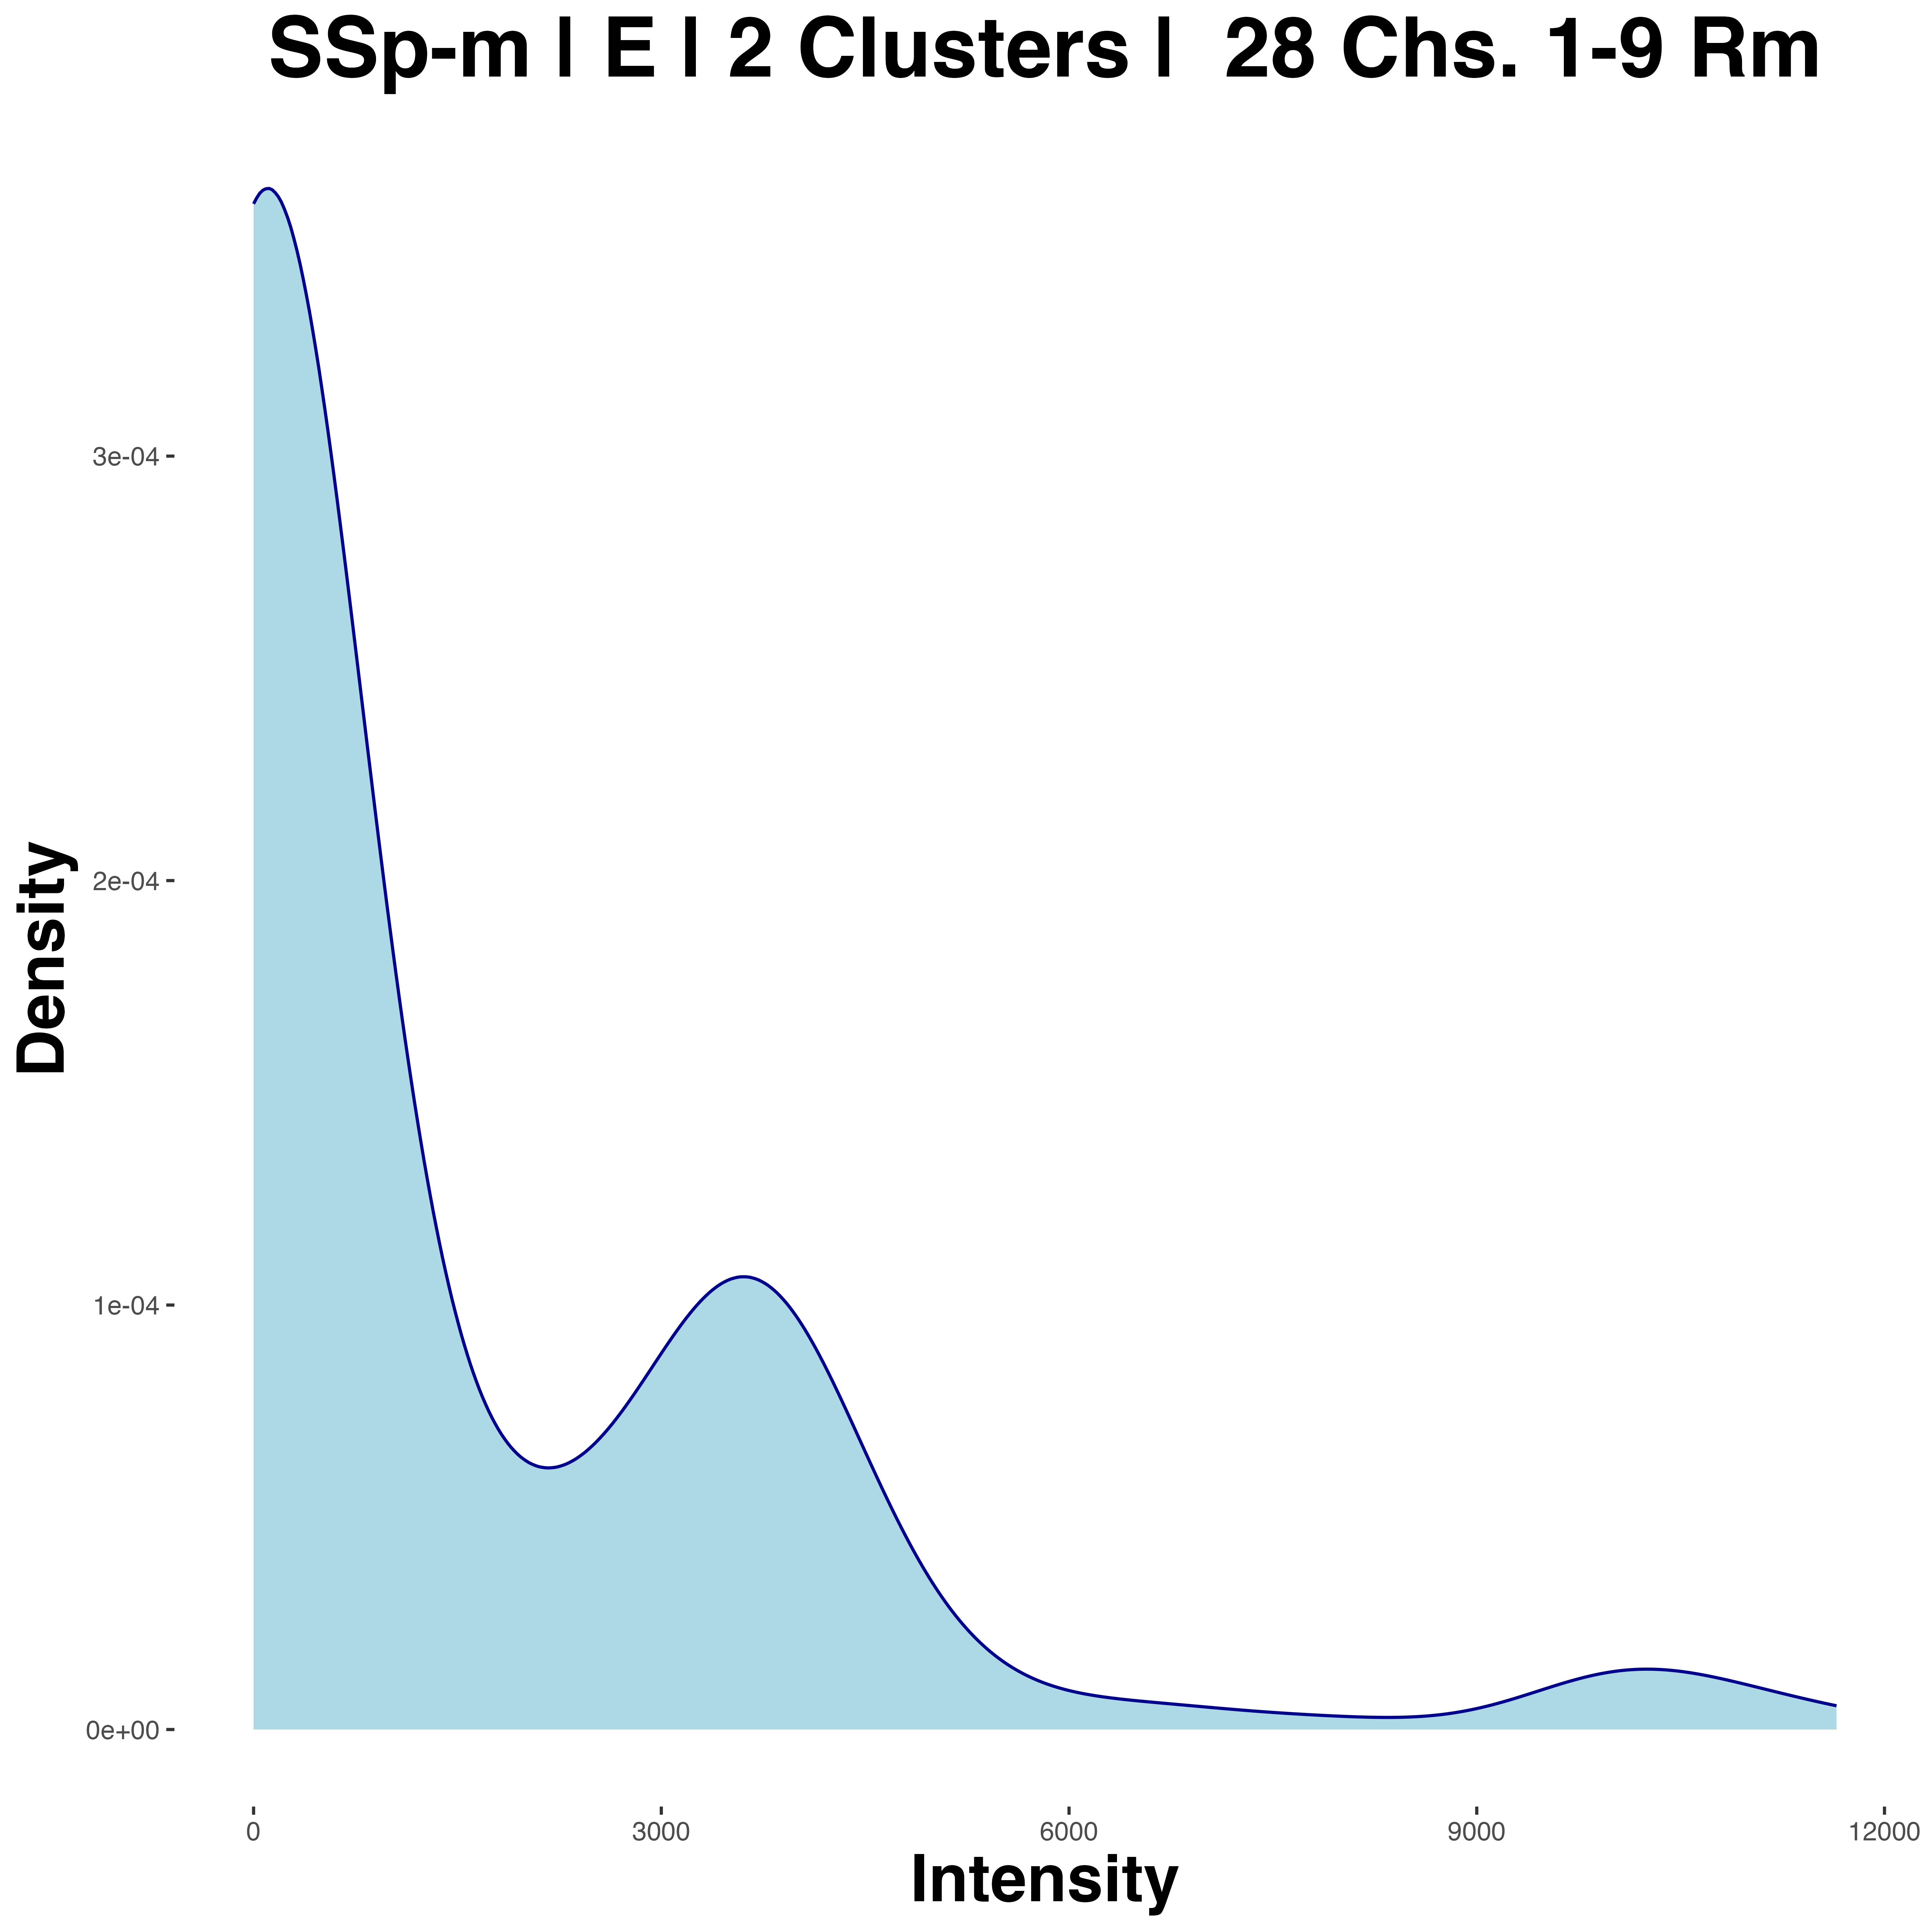 SSp-m | E | 2 Clusters |  28 Chs. 1-9 Rm
Density
3e-04
2e-04
1e-04
0e+00
0 3000 6000 9000 12000
Intensity